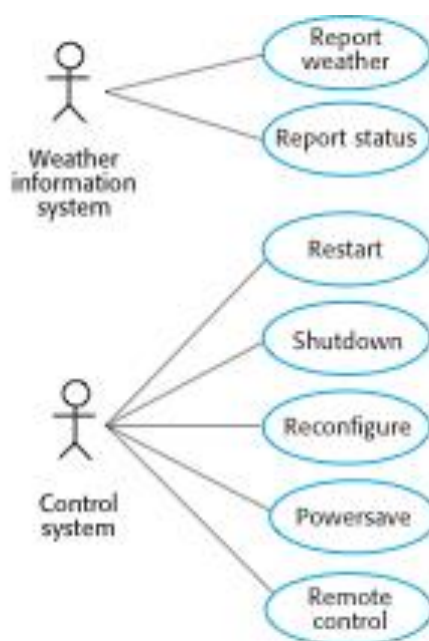 Report
weather
Report status
Weather
information
system
Restart
Shutdown
Reconfigure
Control
system
Powersave
Remote
control